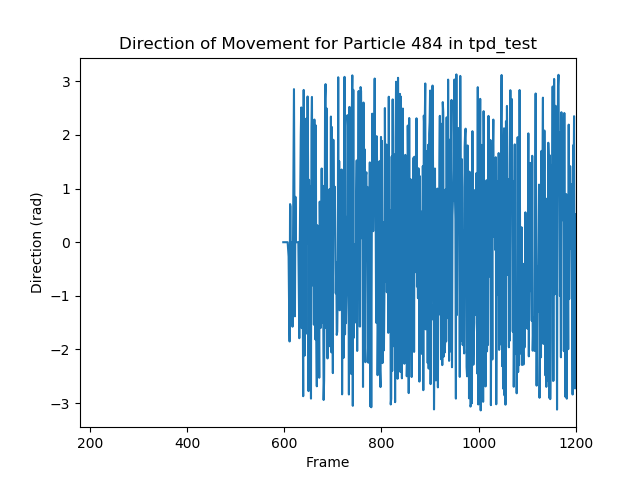 Direction of Movement for Particle 484 in tpd_test
3
2
1
0
−1
−2
−3
Direction (rad)
200 400 600 800 1000 1200
Frame